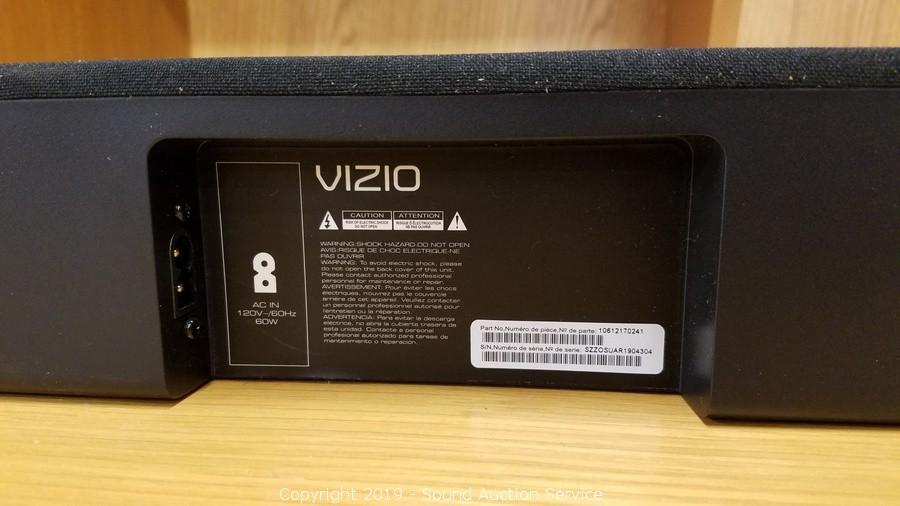 VIZIO
CAUTION
RISK OF ELECTRIC SHOCK
DO NOT OPEN
ATTENTION
RISQUE D ÉLECTROCUTION
NE PAS OUVRIR
WARNING:SHOCK HAZARD-DO NOT OPEN
AVIS:RISQUE DE CHOC ELECTRIQUE-NE
PAS OUVRIR
WARNING: To avoid electric shock, please
do not open the back cover of this unit.
Please contact authorized professional
personnel for maintenance or repair.
AVERTISSEMENT: Pour éviter les chocs
électriques, n'ouvrez pas le couvercle
arrière de cet appareil. Veuillez contacter
un personnel professionnel autorisé pour
l'entretien ou la réparation.
ADVERTENCIA: Para evitar la descarga
eléctrica, no abra la cubierta trasera de
esta unidad. Contacte a personal
profesional autorizado para tareas de
mantenimiento o reparación.
AC IN
120V~/60Hz
60W
Part No,Numéro de pièce,Nº de parte: 10612170241
S/N,Numéro de série,Nº de serie: SZZOSUAR1904304
Copyright 2019 - Sound Auction Service